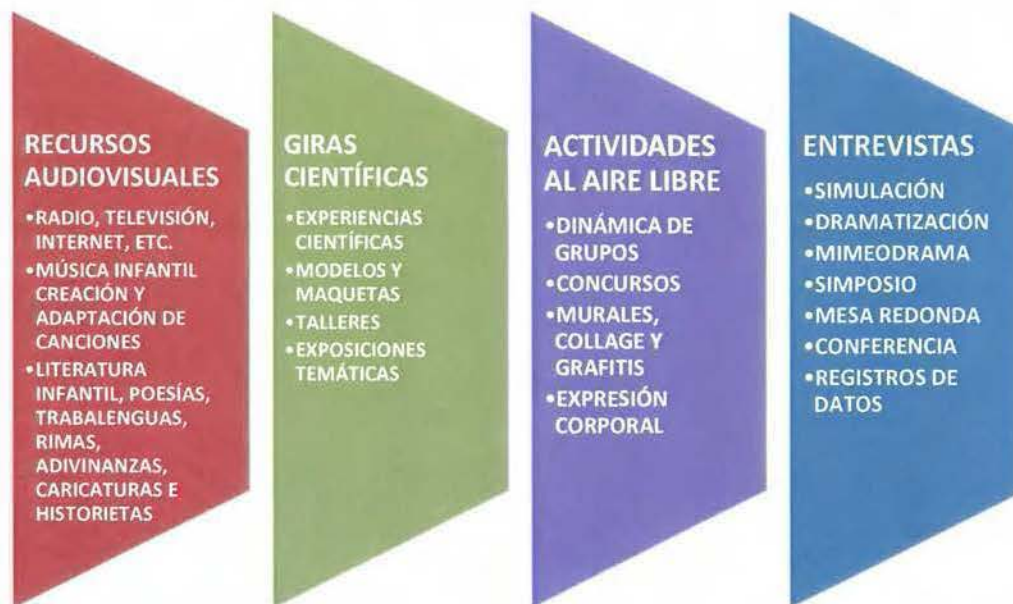 RECURSOS
AUDIOVISUALES
•RADIO, TELEVISIÓN,
INTERNET, ETC.
•MÚSICA INFANTIL
CREACIÓN Y
ADAPTACIÓN DE
CANCIONES
•LITERATURA
INFANTIL, POESÍAS,
TRABALENGUAS,
RIMAS,
ADIVINANZAS,
CARICATURAS E
HISTORIETAS
GIRAS
CIENTÍFICAS
•EXPERIENCIAS
CIENTÍFICAS
•MODELOS Y
MAQUETAS
•TALLERES
•EXPOSICIONES
TEMÁTICAS
ACTIVIDADES
AL AIRE LIBRE
•DINÁMICA DE
GRUPOS
•CONCURSOS
•MURALES,
COLLAGE Y
GRAFITIS
•EXPRESIÓN
CORPORAL
ENTREVISTAS
•SIMULACIÓN
•DRAMATIZACIÓN
•MIMEODRAMA
•SIMPOSIO
•MESA REDONDA
•CONFERENCIA
•REGISTROS DE
DATOS